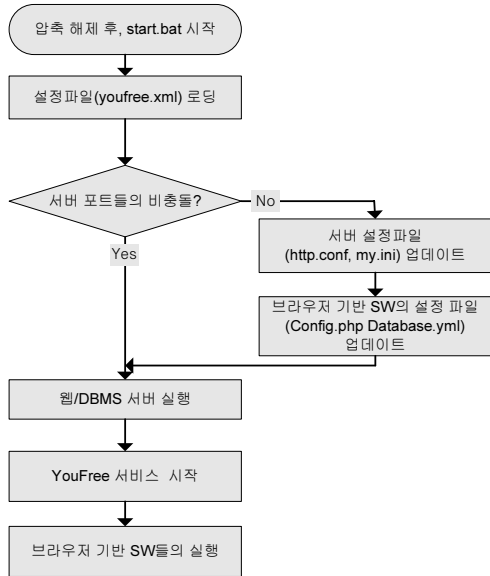 압축 해제 후, start.bat 시작
설정파일(youfree.xml) 로딩
서버 포트들의 비충돌?
No
Yes
서버 설정파일
(http.conf, my.ini) 업데이트
브라우저 기반 SW의 설정 파일
(Config.php Database.yml)
업데이트
웹/DBMS 서버 실행
YouFree 서비스 시작
브라우저 기반 SW들의 실행